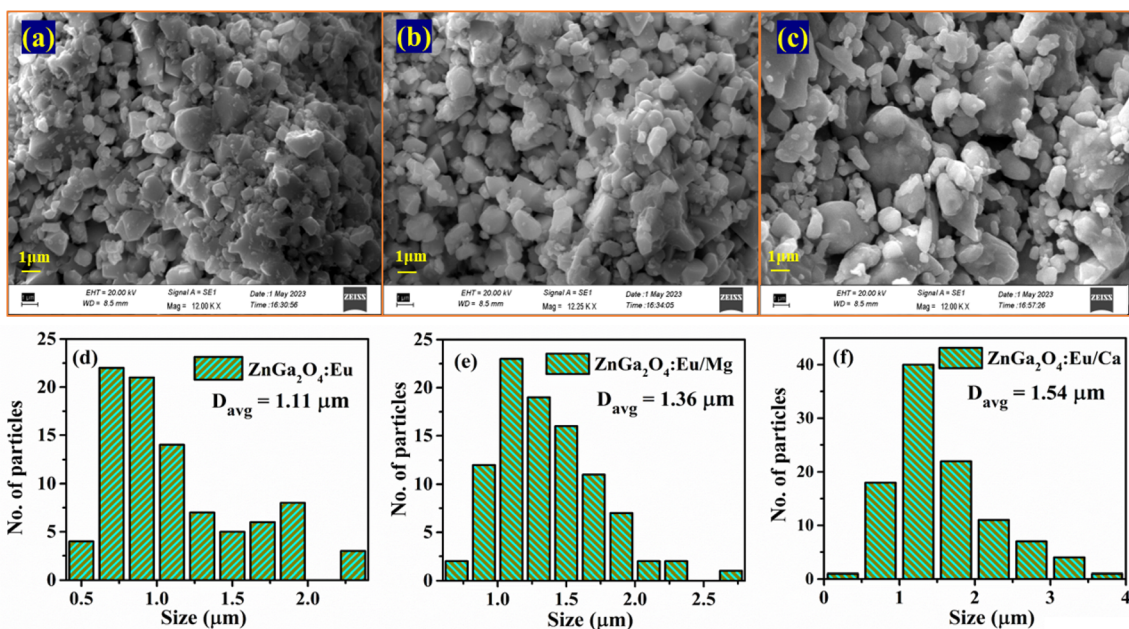 (a)
(b)
(c)
1μm
1μm
1μm
EHT = 20.00 kV Signal A = SE1 Date :1 May 2023
WD = 8.5 mm Mag = 12.00 K X Time :16:30:56
ZEISS
EHT = 20.00 kV Signal A = SE1 Date :1 May 2023
WD = 8.5 mm Mag = 12.25 K X Time :16:34:05
ZEISS
EHT = 20.00 kV Signal A = SE1 Date :1 May 2023
WD = 8.5 mm Mag = 12.00 K X Time :16:57:26
ZEISS
(d)
ZnGa₂O₄:Eu
D_avg = 1.11 μm
No. of particles
25
20
15
10
5
0
0.5 1.0 1.5 2.0
Size (μm)
(e)
ZnGa₂O₄:Eu/Mg
D_avg = 1.36 μm
No. of particles
25
20
15
10
5
0
1.0 1.5 2.0 2.5
Size (μm)
(f)
ZnGa₂O₄:Eu/Ca
D_avg = 1.54 μm
No. of particles
40
30
20
10
0
0 1 2 3 4
Size (μm)